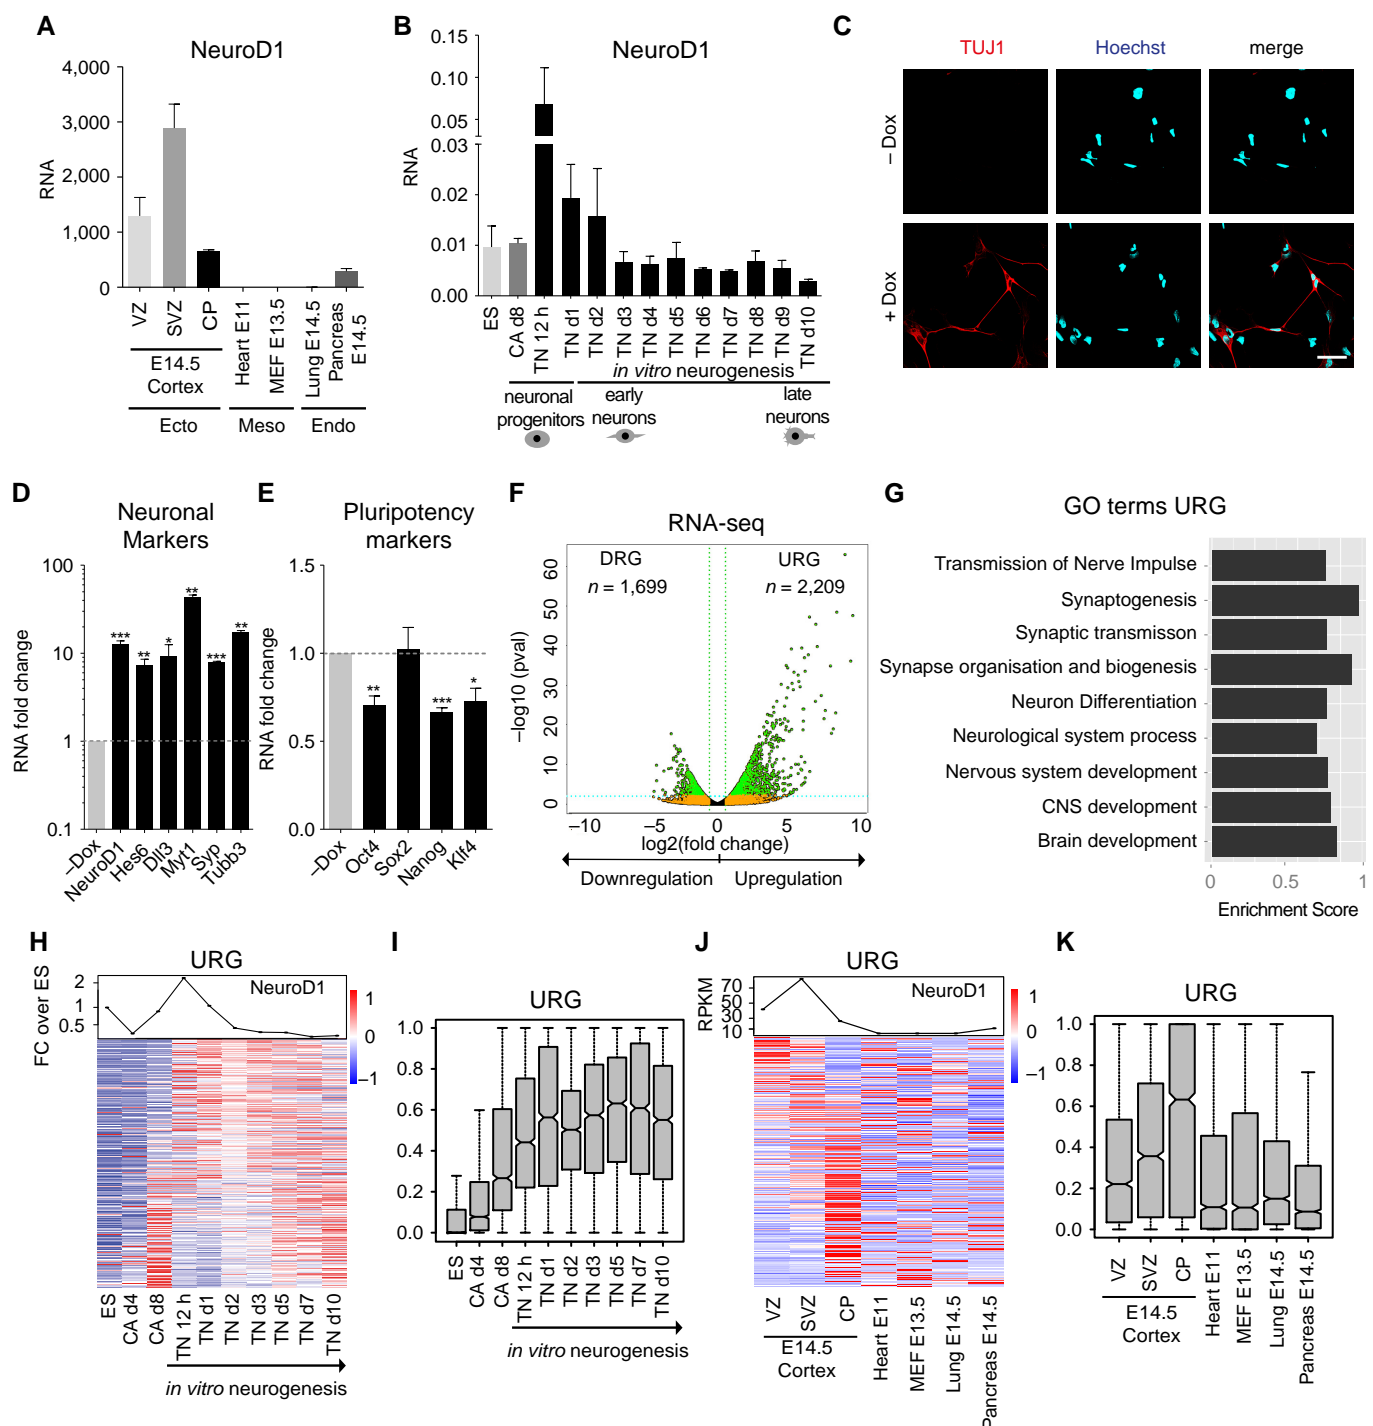 A
NeuroD1
4,000
3,000
2,000
1,000
0
RNA
VZ
SVZ
CP
Heart E11
MEF E13.5
Lung E14.5
Pancreas
E14.5
E14.5
Cortex
Ecto
Meso
Endo
B
NeuroD1
0.15
0.10
0.05
0.03
0.02
0.01
0.00
RNA
ES
CA d8
TN 12 h
TN d1
TN d2
TN d3
TN d4
TN d5
TN d6
TN d7
TN d8
TN d9
TN d10
in vitro neurogenesis
neuronal
progenitors
early
neurons
late
neurons
C
TUJ1
Hoechst
merge
– Dox
+ Dox
D
Neuronal
Markers
100
10
1
0.1
RNA fold change
***
**
*
**
***
**
–Dox
NeuroD1
Hes6
Dll3
Myt1
Syp
Tubb3
E
Pluripotency
markers
1.5
1.0
0.5
0.0
RNA fold change
**
***
*
–Dox
Oct4
Sox2
Nanog
Klf4
F
RNA-seq
DRG
n = 1,699
URG
n = 2,209
60
50
40
30
20
10
0
–log10 (pval)
–10
–5
0
5
10
log2(fold change)
Downregulation
Upregulation
G
GO terms URG
Transmission of Nerve Impulse
Synaptogenesis
Synaptic transmisson
Synapse organisation and biogenesis
Neuron Differentiation
Neurological system process
Nervous system development
CNS development
Brain development
0
0.5
1
Enrichment Score
H
URG
2
1
0.5
FC over ES
NeuroD1
1
0
–1
ES
CA d4
CA d8
TN 12 h
TN d1
TN d2
TN d3
TN d5
TN d7
TN d10
in vitro neurogenesis
I
URG
1.0
0.8
0.6
0.4
0.2
0.0
ES
CA d4
CA d8
TN 12 h
TN d1
TN d2
TN d3
TN d5
TN d7
TN d10
in vitro neurogenesis
J
URG
70
50
30
10
RPKM
NeuroD1
1
0
–1
VZ
SVZ
CP
Heart E11
MEF E13.5
Lung E14.5
Pancreas E14.5
E14.5
Cortex
K
URG
1.0
0.8
0.6
0.4
0.2
0.0
VZ
SVZ
CP
Heart E11
MEF E13.5
Lung E14.5
Pancreas E14.5
E14.5
Cortex